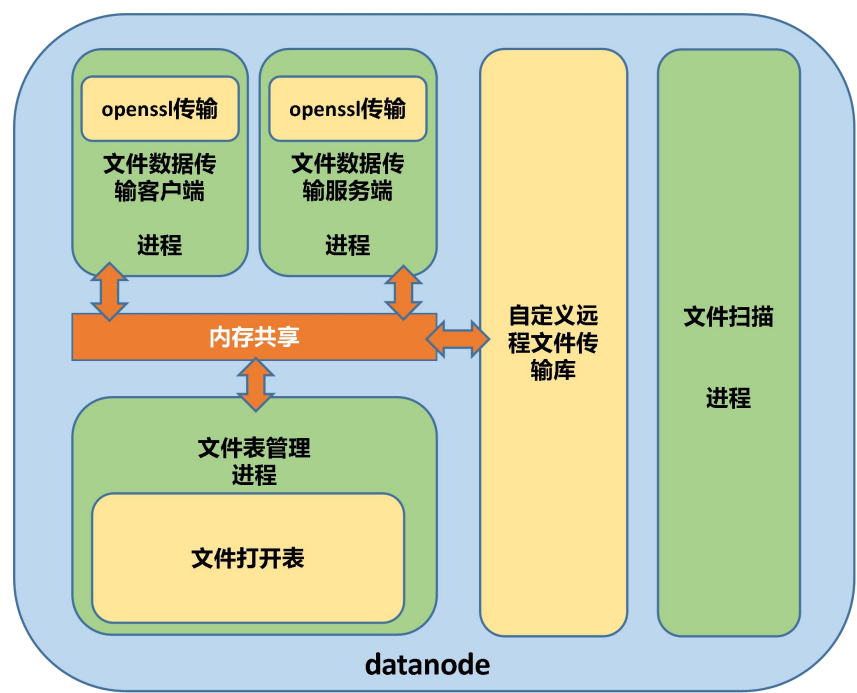 openssl传输
文件数据传
输客户端
进程
openssl传输
文件数据传
输服务端
进程
内存共享
文件表管理
进程
文件打开表
自定义远
程文件传
输库
文件扫描
进程
datanode